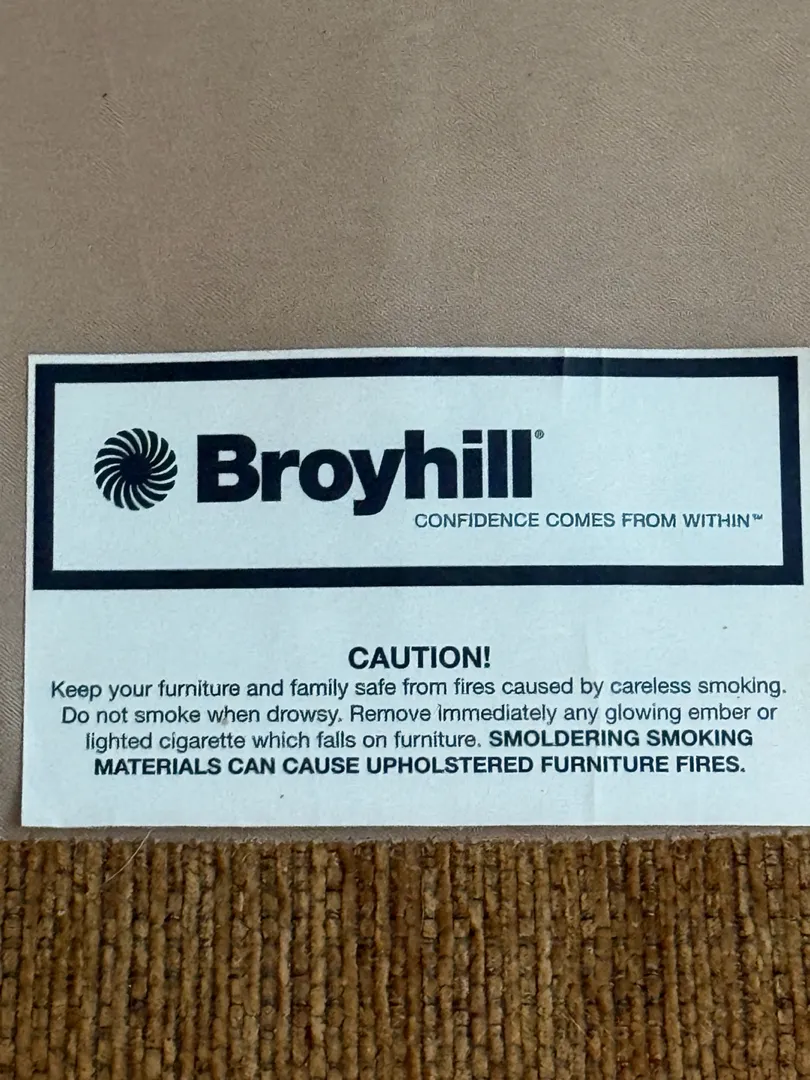 Broyhill®
CONFIDENCE COMES FROM WITHIN™
CAUTION!
Keep your furniture and family safe from fires caused by careless smoking.
Do not smoke when drowsy. Remove immediately any glowing ember or
lighted cigarette which falls on furniture. SMOLDERING SMOKING
MATERIALS CAN CAUSE UPHOLSTERED FURNITURE FIRES.